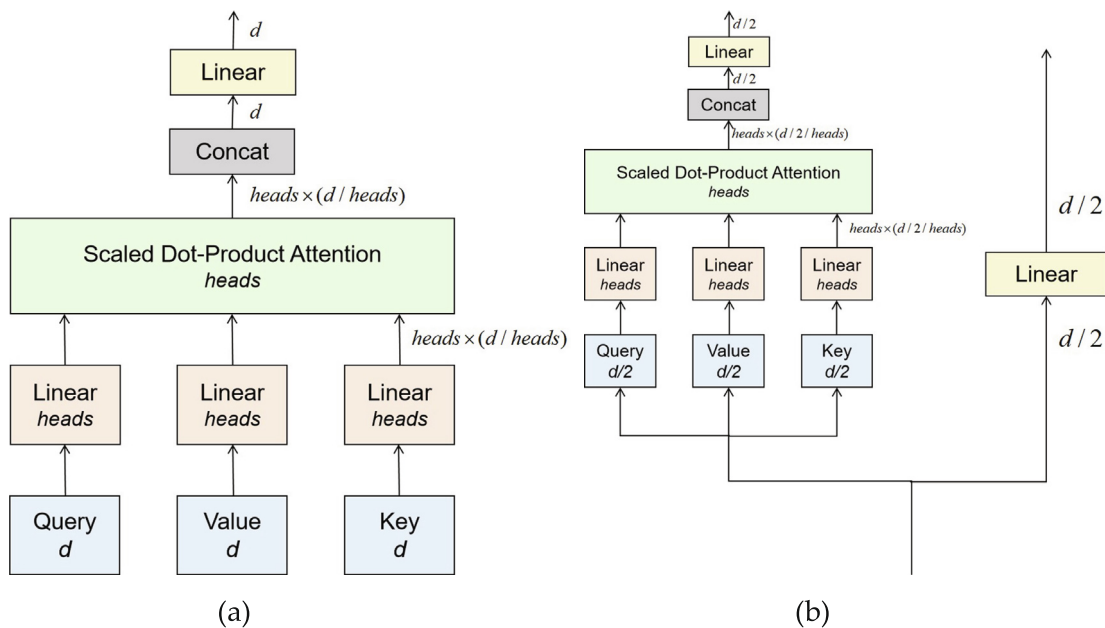 d
Linear
d
Concat
heads×(d / heads)
Scaled Dot-Product Attention
heads
heads×(d / heads)
Linear
heads
Linear
heads
Linear
heads
Query
d
Value
d
Key
d
(a)
d/2
Linear
d/2
Concat
heads×(d/2/heads)
Scaled Dot-Product Attention
heads
heads×(d/2/heads)
Linear
heads
Linear
heads
Linear
heads
Query
d/2
Value
d/2
Key
d/2
d/2
Linear
d/2
(b)